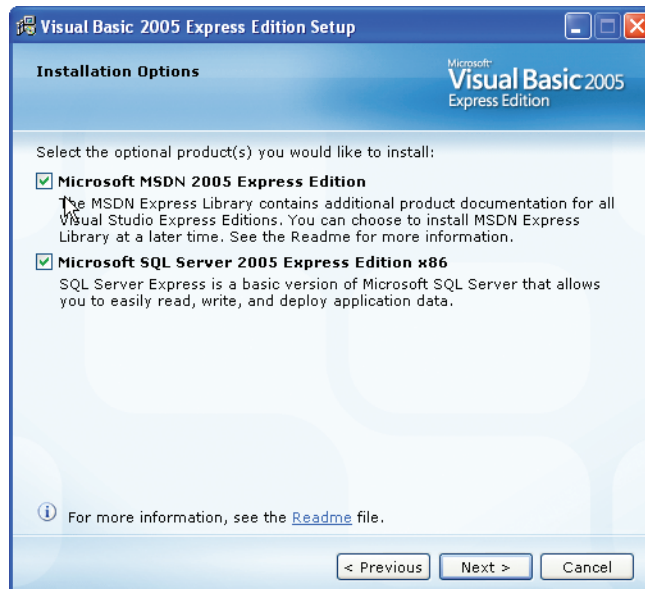 Visual Basic 2005 Express Edition Setup
Installation Options
Microsoft
Visual Basic 2005
Express Edition
Select the optional product(s) you would like to install:
Microsoft MSDN 2005 Express Edition
The MSDN Express Library contains additional product documentation for all
Visual Studio Express Editions. You can choose to install MSDN Express
Library at a later time. See the Readme for more information.
Microsoft SQL Server 2005 Express Edition x86
SQL Server Express is a basic version of Microsoft SQL Server that allows
you to easily read, write, and deploy application data.
For more information, see the Readme file.
< Previous Next > Cancel